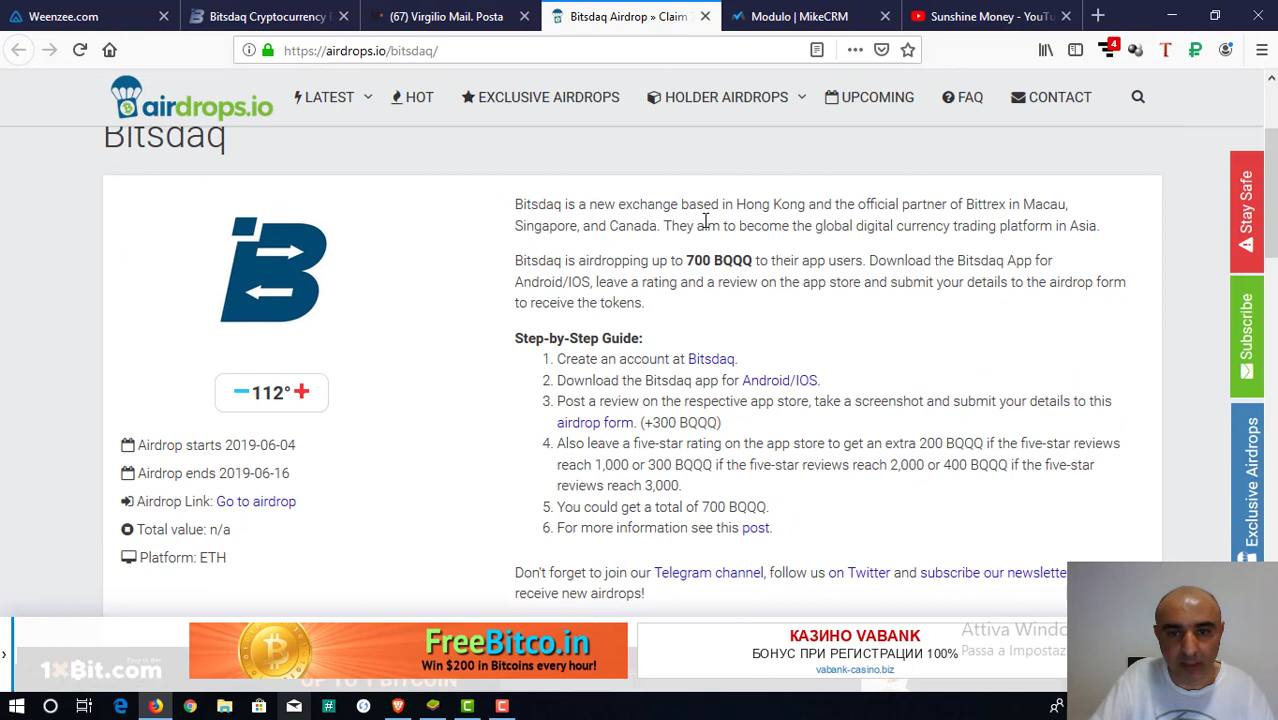 Weenzee.com
Bitsdaq Cryptocurrency
(67) Virgilio Mail. Posta
Bitsdaq Airdrop » Claim
Modulo | MikeCRM
Sunshine Money - YouTu
https://airdrops.io/bitsdaq/
4
airdrops.io
LATEST
HOT
EXCLUSIVE AIRDROPS
HOLDER AIRDROPS
UPCOMING
FAQ
CONTACT
Bitsdaq
Bitsdaq is a new exchange based in Hong Kong and the official partner of Bittrex in Macau,
Singapore, and Canada. They aim to become the global digital currency trading platform in Asia.
Bitsdaq is airdropping up to 700 BQQQ to their app users. Download the Bitsdaq App for
Android/IOS, leave a rating and a review on the app store and submit your details to the airdrop form
to receive the tokens.
Step-by-Step Guide:
1. Create an account at Bitsdaq.
2. Download the Bitsdaq app for Android/IOS.
3. Post a review on the respective app store, take a screenshot and submit your details to this
airdrop form. (+300 BQQQ)
4. Also leave a five-star rating on the app store to get an extra 200 BQQQ if the five-star reviews
reach 1,000 or 300 BQQQ if the five-star reviews reach 2,000 or 400 BQQQ if the five-star
reviews reach 3,000.
5. You could get a total of 700 BQQQ.
6. For more information see this post.
Don't forget to join our Telegram channel, follow us on Twitter and subscribe our newslette
receive new airdrops!
B
− 112° +
Airdrop starts 2019-06-04
Airdrop ends 2019-06-16
Airdrop Link: Go to airdrop
Total value: n/a
Platform: ETH
Stay Safe
Subscribe
Exclusive Airdrops
1XBit.com
FreeBitco.in
Win $200 in Bitcoins every hour!
КАЗИНО VABANK
БОНУС ПРИ РЕГИСТРАЦИИ 100%
vabank-casino.biz
Attiva Windo
Passa a Impostaz
UP TO 1 BITCOIN